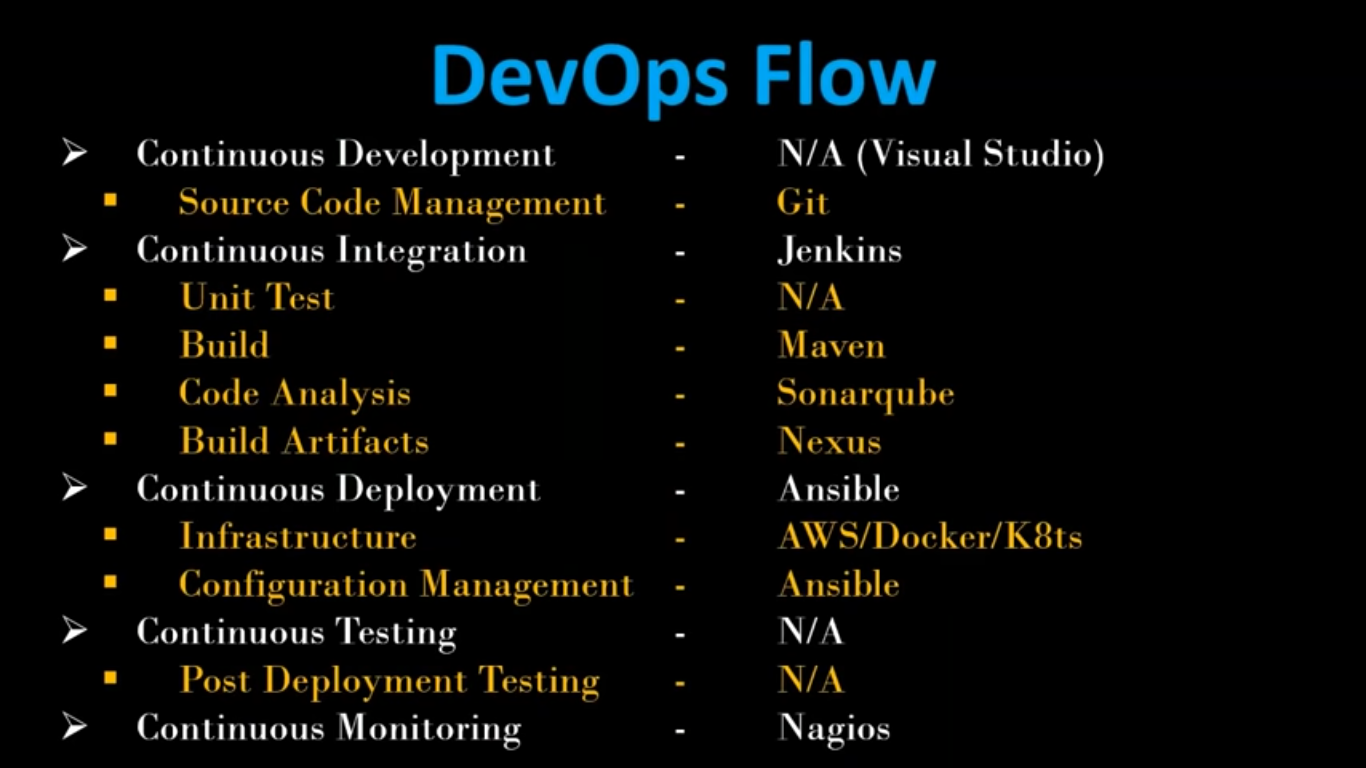 DevOps Flow
➢ Continuous Development - N/A (Visual Studio)
▪ Source Code Management - Git
➢ Continuous Integration - Jenkins
▪ Unit Test - N/A
▪ Build - Maven
▪ Code Analysis - Sonarqube
▪ Build Artifacts - Nexus
➢ Continuous Deployment - Ansible
▪ Infrastructure - AWS/Docker/K8ts
▪ Configuration Management - Ansible
➢ Continuous Testing - N/A
▪ Post Deployment Testing - N/A
➢ Continuous Monitoring - Nagios